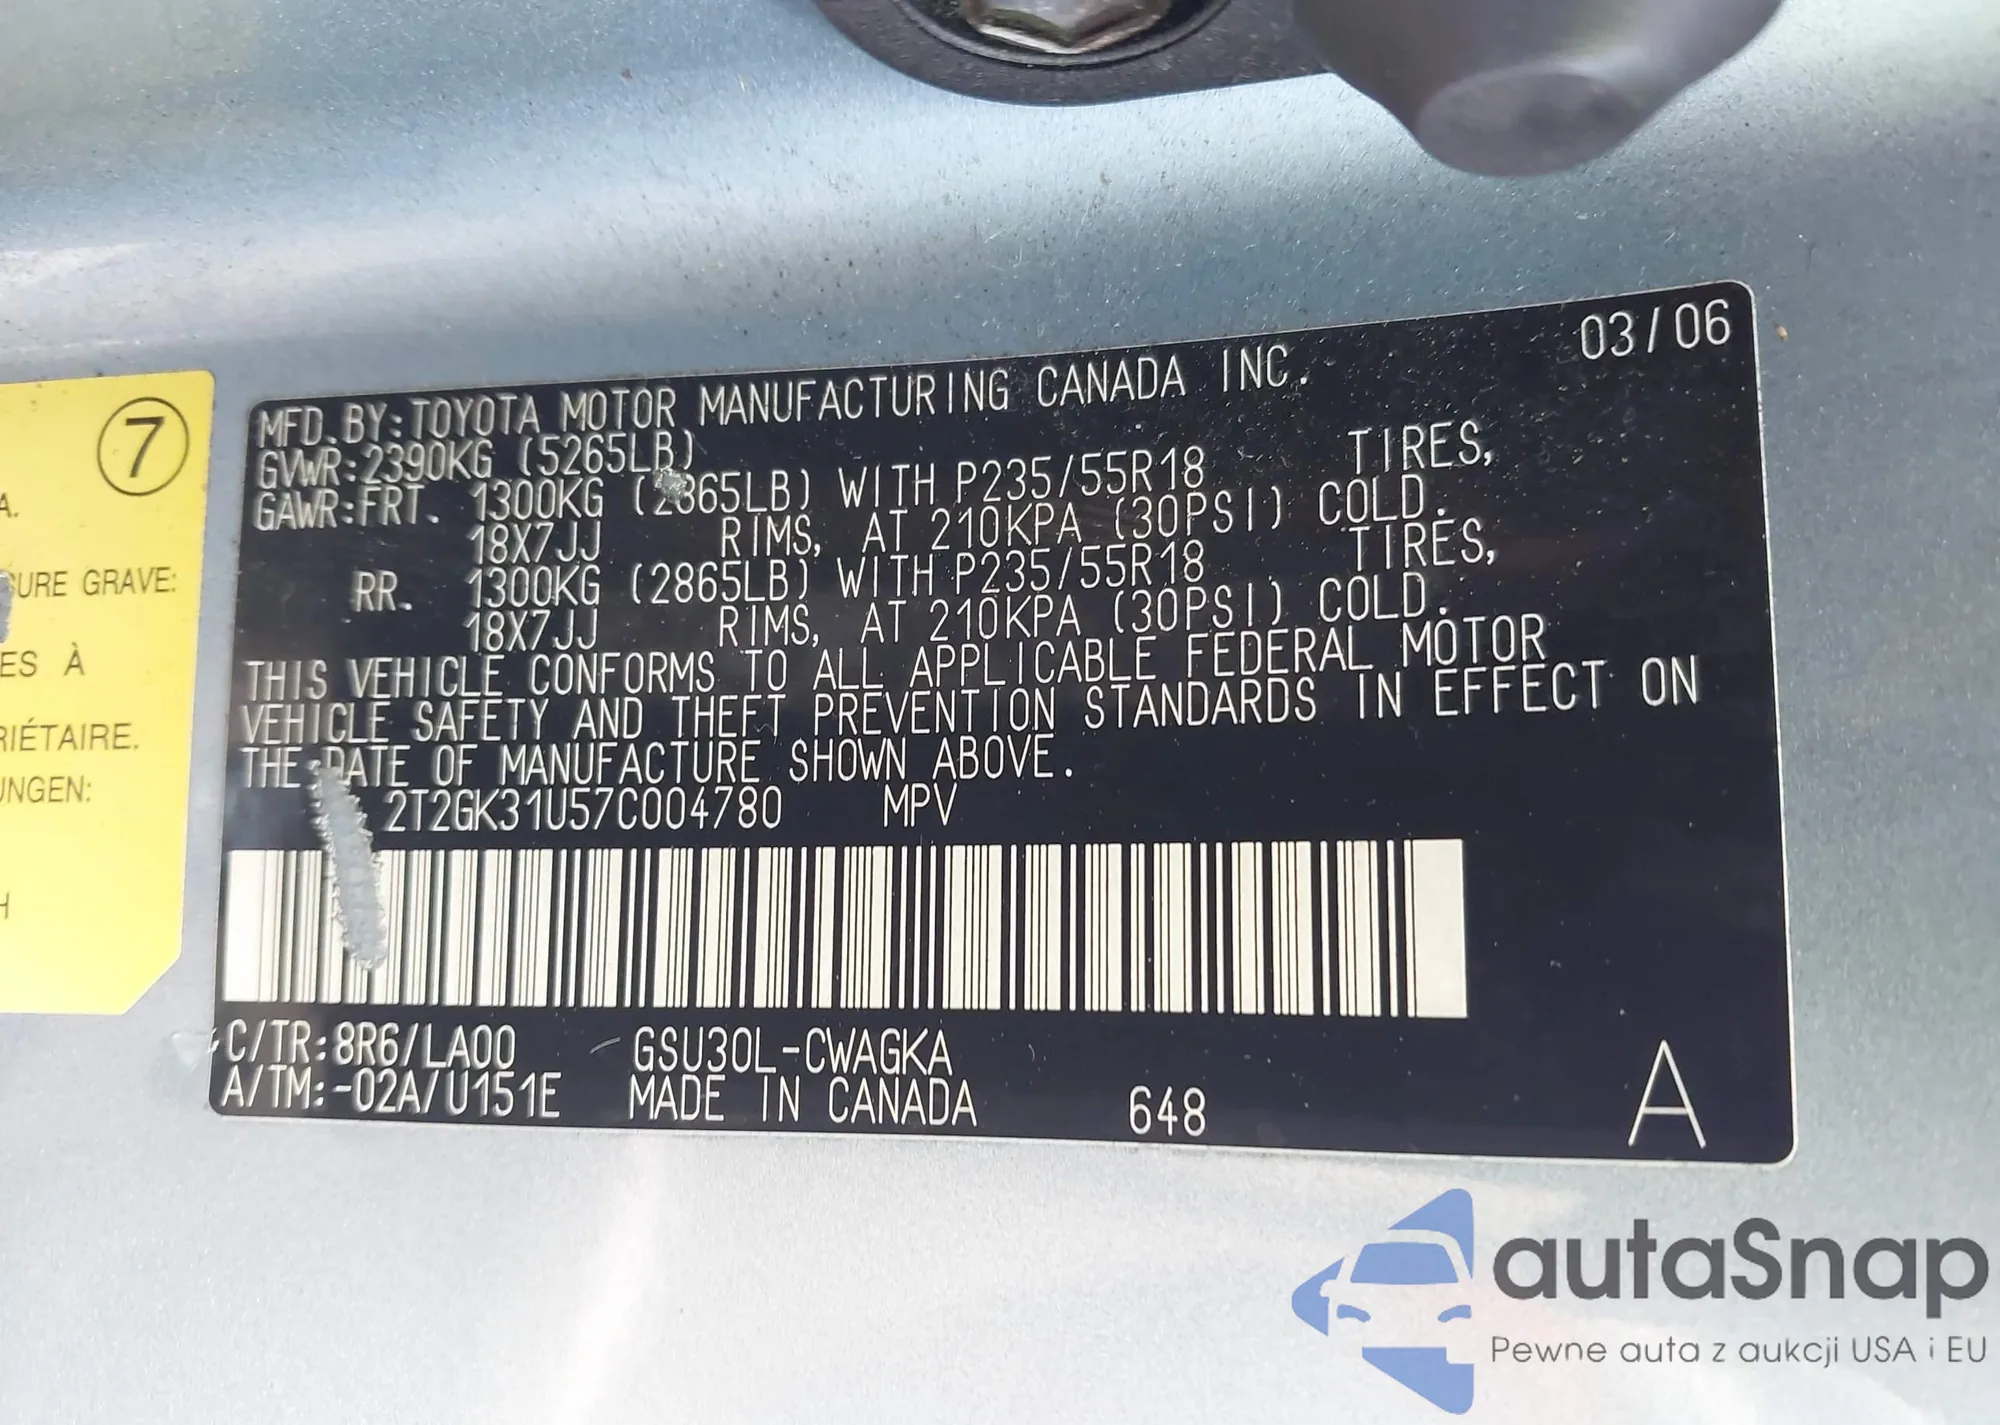 7
A.
SURE GRAVE:
ES À
RIÉTAIRE.
UNGEN:
H
03/06
MFD.BY:TOYOTA MOTOR MANUFACTURING CANADA INC.
GVWR:2390KG (5265LB)
GAWR:FRT. 1300KG (2865LB) WITH P235/55R18 TIRES,
18X7JJ RIMS, AT 210KPA (30PSI) COLD.
RR. 1300KG (2865LB) WITH P235/55R18 TIRES,
18X7JJ RIMS, AT 210KPA (30PSI) COLD.
THIS VEHICLE CONFORMS TO ALL APPLICABLE FEDERAL MOTOR
VEHICLE SAFETY AND THEFT PREVENTION STANDARDS IN EFFECT ON
THE DATE OF MANUFACTURE SHOWN ABOVE.
2T2GK31U57C004780 MPV
C/TR:8R6/LA00 GSU30L-CWAGKA
A/TM:-02A/U151E MADE IN CANADA 648 A
autaSnap
Pewne auta z aukcji USA i EU